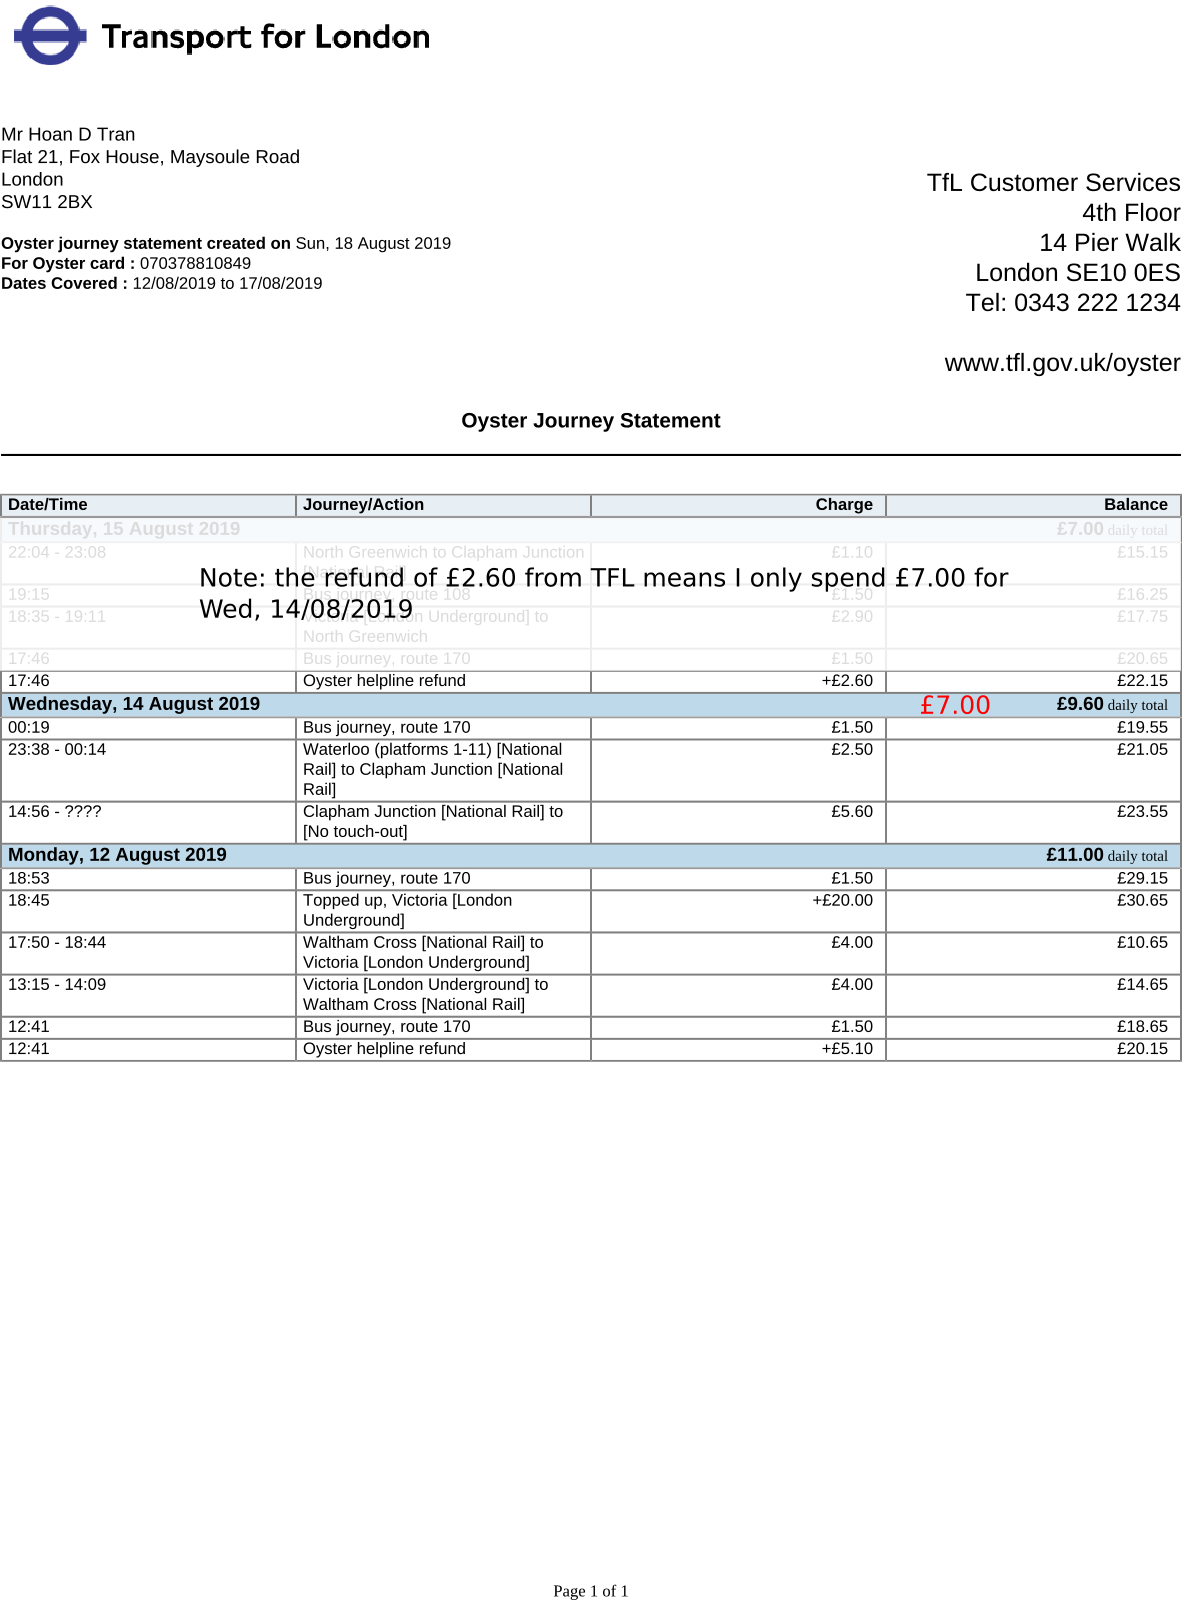 Transport for London
Mr Hoan D Tran
Flat 21, Fox House, Maysoule Road
London
SW11 2BX
TfL Customer Services
4th Floor
14 Pier Walk
London SE10 0ES
Tel: 0343 222 1234
www.tfl.gov.uk/oyster
Oyster journey statement created on Sun, 18 August 2019
For Oyster card : 070378810849
Dates Covered : 12/08/2019 to 17/08/2019
Oyster Journey Statement
Date/Time Journey/Action Charge Balance
Thursday, 15 August 2019 £7.00 daily total
22:04 - 23:08 North Greenwich to Clapham Junction £1.10 £15.15
[National Rail]
Note: the refund of £2.60 from TFL means I only spend £7.00 for
Wed, 14/08/2019
19:15 Bus journey, route 108 £1.50 £16.25
18:35 - 19:11 Victoria [London Underground] to £2.90 £17.75
North Greenwich
17:46 Bus journey, route 170 £1.50 £20.65
17:46 Oyster helpline refund +£2.60 £22.15
Wednesday, 14 August 2019 £7.00 £9.60 daily total
00:19 Bus journey, route 170 £1.50 £19.55
23:38 - 00:14 Waterloo (platforms 1-11) [National £2.50 £21.05
Rail] to Clapham Junction [National
Rail]
14:56 - ???? Clapham Junction [National Rail] to £5.60 £23.55
[No touch-out]
Monday, 12 August 2019 £11.00 daily total
18:53 Bus journey, route 170 £1.50 £29.15
18:45 Topped up, Victoria [London +£20.00 £30.65
Underground]
17:50 - 18:44 Waltham Cross [National Rail] to £4.00 £10.65
Victoria [London Underground]
13:15 - 14:09 Victoria [London Underground] to £4.00 £14.65
Waltham Cross [National Rail]
12:41 Bus journey, route 170 £1.50 £18.65
12:41 Oyster helpline refund +£5.10 £20.15
Page 1 of 1